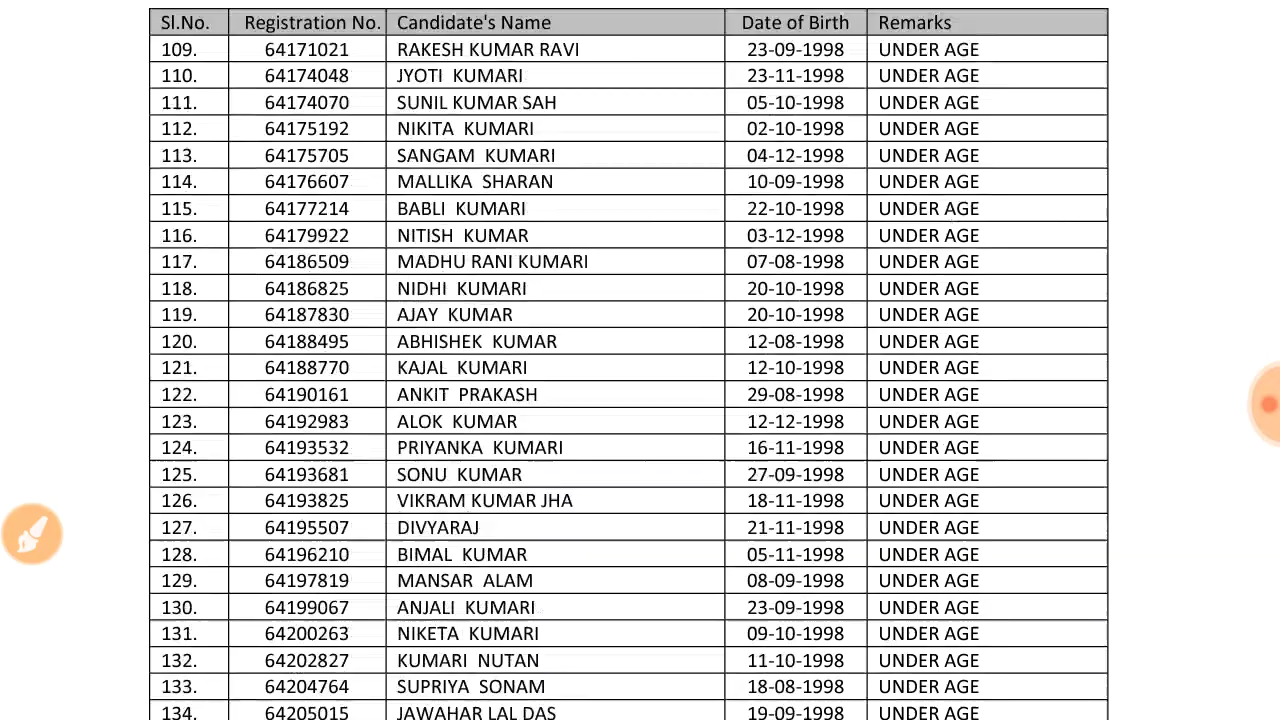 Sl.No. Registration No. Candidate's Name Date of Birth Remarks
109. 64171021 RAKESH KUMAR RAVI 23-09-1998 UNDER AGE
110. 64174048 JYOTI KUMARI 23-11-1998 UNDER AGE
111. 64174070 SUNIL KUMAR SAH 05-10-1998 UNDER AGE
112. 64175192 NIKITA KUMARI 02-10-1998 UNDER AGE
113. 64175705 SANGAM KUMARI 04-12-1998 UNDER AGE
114. 64176607 MALLIKA SHARAN 10-09-1998 UNDER AGE
115. 64177214 BABLI KUMARI 22-10-1998 UNDER AGE
116. 64179922 NITISH KUMAR 03-12-1998 UNDER AGE
117. 64186509 MADHU RANI KUMARI 07-08-1998 UNDER AGE
118. 64186825 NIDHI KUMARI 20-10-1998 UNDER AGE
119. 64187830 AJAY KUMAR 20-10-1998 UNDER AGE
120. 64188495 ABHISHEK KUMAR 12-08-1998 UNDER AGE
121. 64188770 KAJAL KUMARI 12-10-1998 UNDER AGE
122. 64190161 ANKIT PRAKASH 29-08-1998 UNDER AGE
123. 64192983 ALOK KUMAR 12-12-1998 UNDER AGE
124. 64193532 PRIYANKA KUMARI 16-11-1998 UNDER AGE
125. 64193681 SONU KUMAR 27-09-1998 UNDER AGE
126. 64193825 VIKRAM KUMAR JHA 18-11-1998 UNDER AGE
127. 64195507 DIVYARAJ 21-11-1998 UNDER AGE
128. 64196210 BIMAL KUMAR 05-11-1998 UNDER AGE
129. 64197819 MANSAR ALAM 08-09-1998 UNDER AGE
130. 64199067 ANJALI KUMARI 23-09-1998 UNDER AGE
131. 64200263 NIKETA KUMARI 09-10-1998 UNDER AGE
132. 64202827 KUMARI NUTAN 11-10-1998 UNDER AGE
133. 64204764 SUPRIYA SONAM 18-08-1998 UNDER AGE
134. 64205015 JAWAHAR LAL DAS 19-09-1998 UNDER AGE